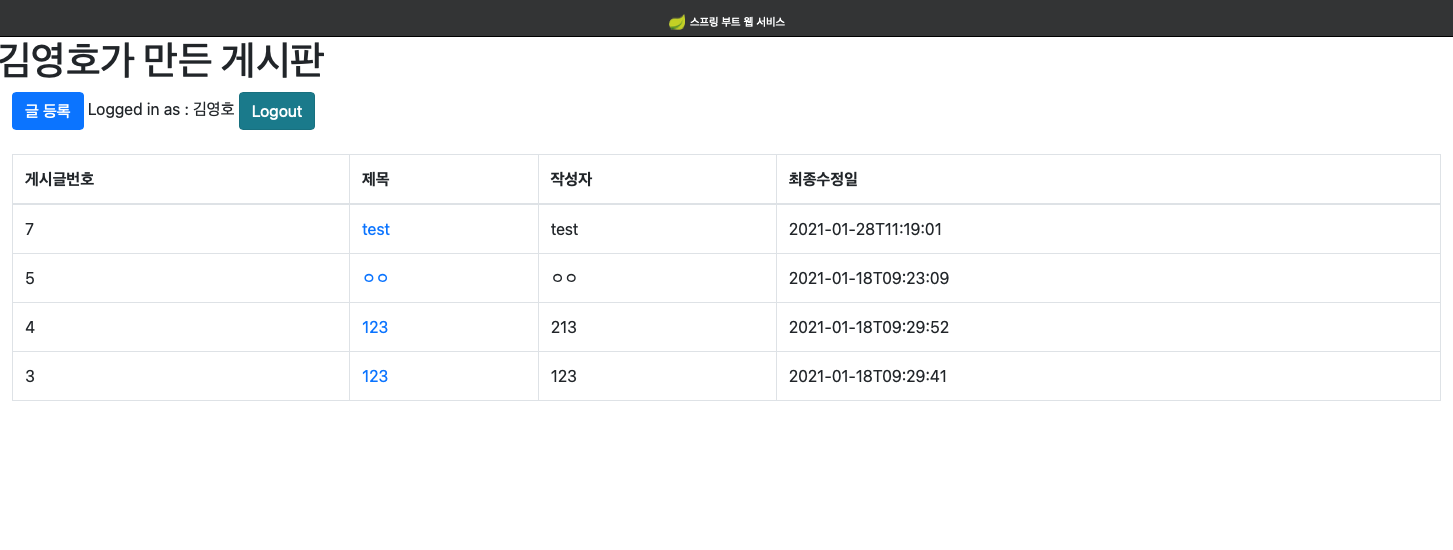 스프링 부트 웹 서비스
김영호가 만든 게시판
글 등록 Logged in as : 김영호 Logout
게시글번호 제목 작성자 최종수정일
7 test test 2021-01-28T11:19:01
5 ㅇㅇ ㅇㅇ 2021-01-18T09:23:09
4 123 213 2021-01-18T09:29:52
3 123 123 2021-01-18T09:29:41